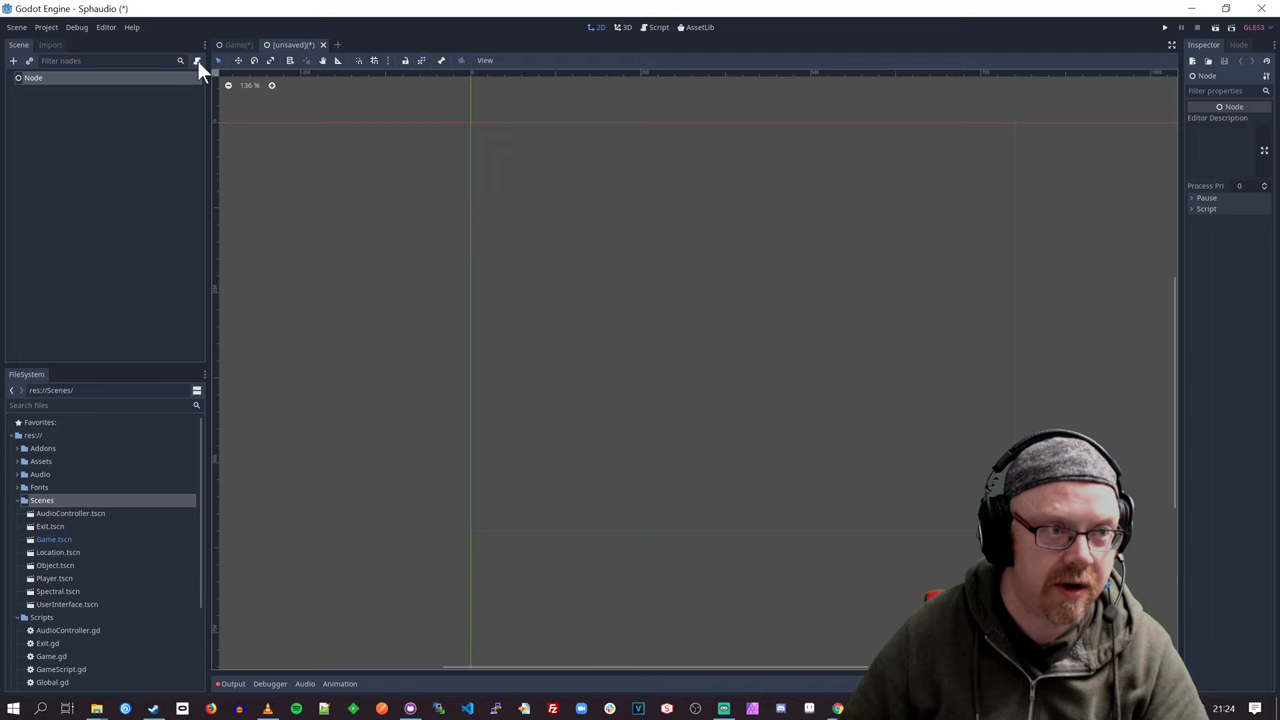 Godot Engine - Sphaudio (*)
Scene Project Debug Editor Help
2D 3D Script AssetLib
GLES3
Scene Import
Game(*) [unsaved](*)
Inspector Node
Filter nodes
View
Node
Node
136 %
Filter properties
Node
Editor Description
Process Pri 0
Pause
Script
FileSystem
res://Scenes/
Search files
Favorites:
res://
Addons
Assets
Audio
Fonts
Scenes
AudioController.tscn
Exit.tscn
Game.tscn
Location.tscn
Object.tscn
Player.tscn
Spectral.tscn
UserInterface.tscn
Scripts
AudioController.gd
Exit.gd
Game.gd
GameScript.gd
Global.gd
Output Debugger Audio Animation
21:24